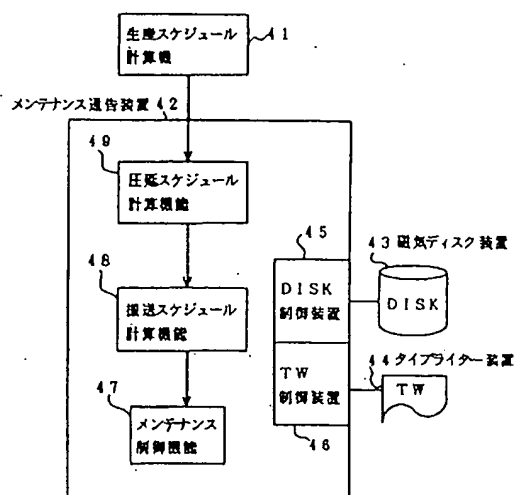 生産スケジュール
計算機
41
メンテナンス通告装置 42
49
圧延スケジュール
計算機能
48
搬送スケジュール
計算機能
47
メンテナンス
制御機能
45
DISK
制御装置
43 磁気ディスク装置
DISK
TW
制御装置
46
44 タイプライター装置
TW